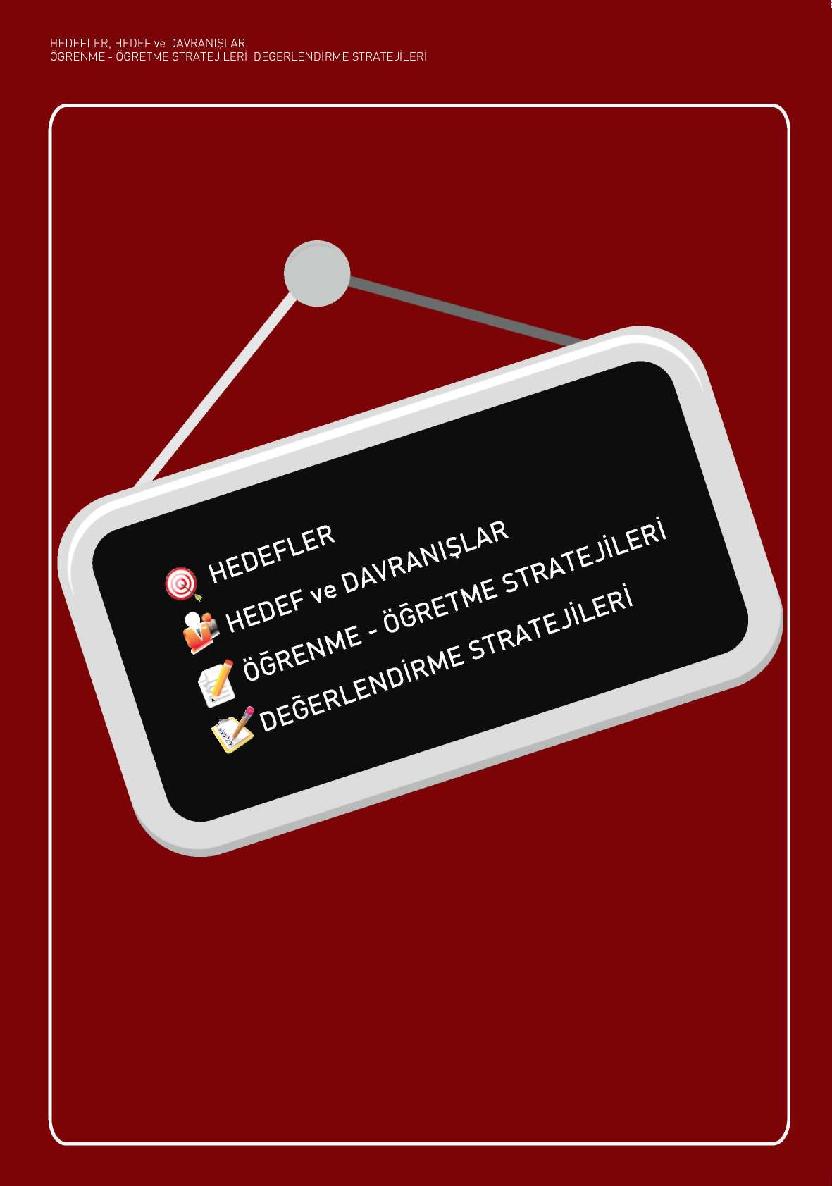 HEDEFLER, HEDEF ve DAVRANIŞLAR,
ÖĞRENME - ÖĞRETME STRATEJİLERİ, DEĞERLENDİRME STRATEJİLERİ
HEDEFLER
HEDEF ve DAVRANIŞLAR
ÖĞRENME - ÖĞRETME STRATEJİLERİ
DEĞERLENDİRME STRATEJİLERİ